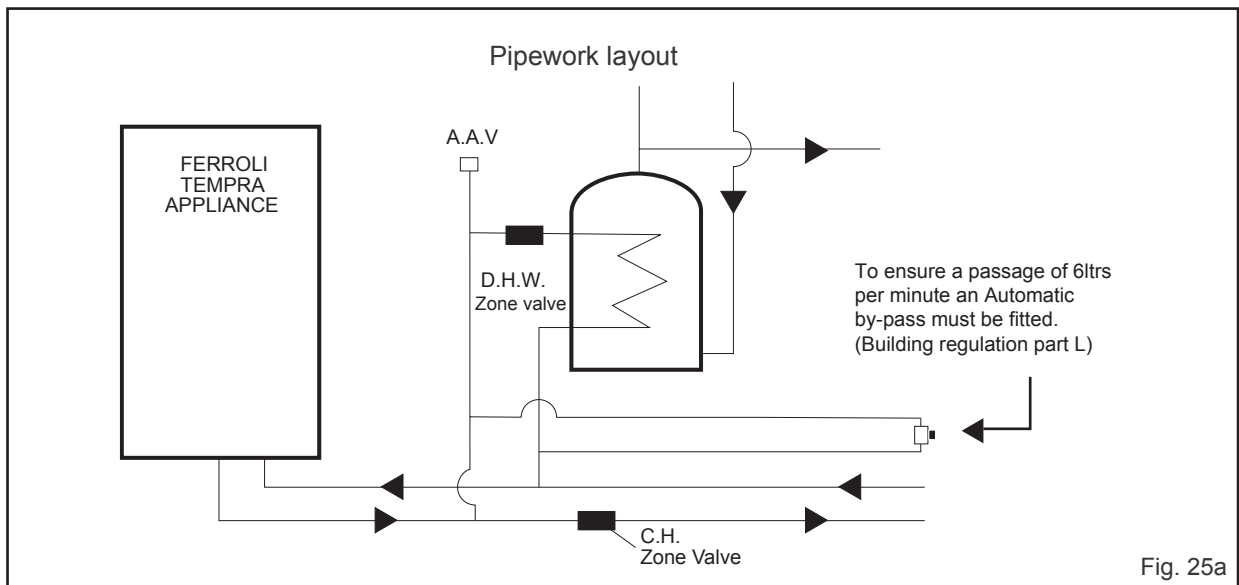 Pipework layout
A.A.V
FERROLI
TEMPRA
APPLIANCE
D.H.W.
Zone valve
To ensure a passage of 6ltrs
per minute an Automatic
by-pass must be fitted.
(Building regulation part L)
C.H.
Zone Valve
Fig. 25a